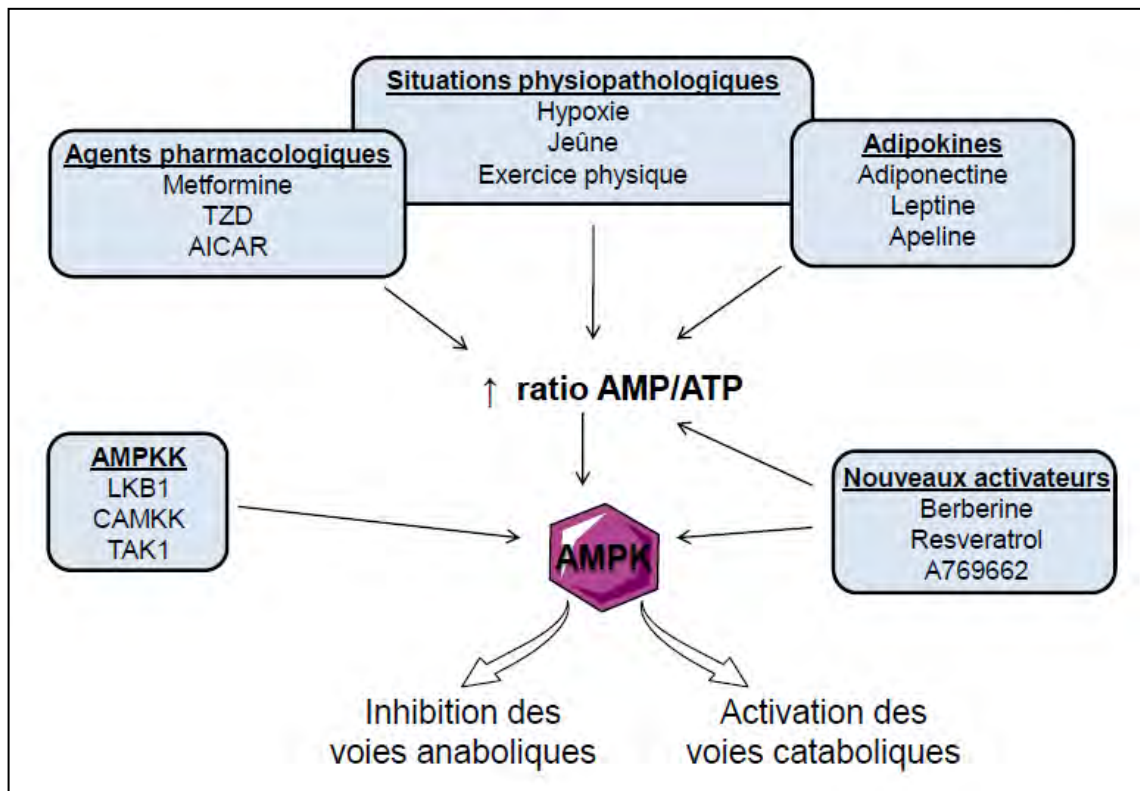 Situations physiopathologiques
Hypoxie
Jeûne
Exercice physique
Agents pharmacologiques
Metformine
TZD
AICAR
Adipokines
Adiponectine
Leptine
Apeline
↑ ratio AMP/ATP
AMPKK
LKB1
CAMKK
TAK1
Nouveaux activateurs
Berberine
Resveratrol
A769662
AMPK
Inhibition des
voies anaboliques
Activation des
voies cataboliques